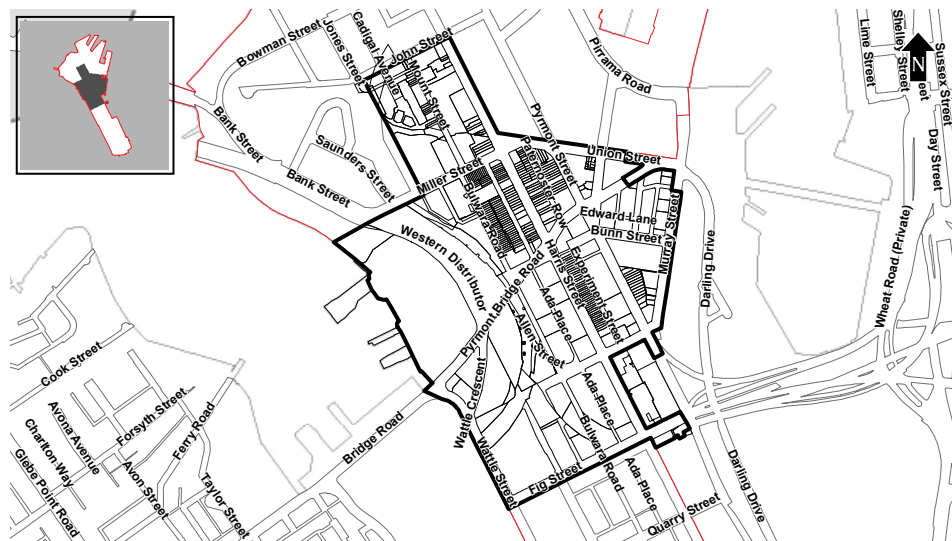 Bowman Street
Jones Street
Cadigal Avenue
John Street
Mount Street
Pirrama Road
Lime Street
Shelley Street
Sussex Street
N
Street
Day Street
Bank Street
Saunders Street
Bank Street
Miller Street
Bulwara Road
Pyrmont Street
Paternoster Row
Union Street
Edward Lane
Bunn Street
Murray Street
Darling Drive
Wheat Road (Private)
Western Distributor
Pyrmont Bridge Road
Harris Street
Experiment Street
Ada Place
Allen Street
Cook Street
Avona Avenue
Charlton Way
Glebe Point Road
Forsyth Street
Ferry Road
Avon Street
Taylor Street
Bridge Road
Wattle Crescent
Wattle Street
Fig Street
Ada Place
Bulwara Road
Ada Place
Quarry Street
Darling Drive